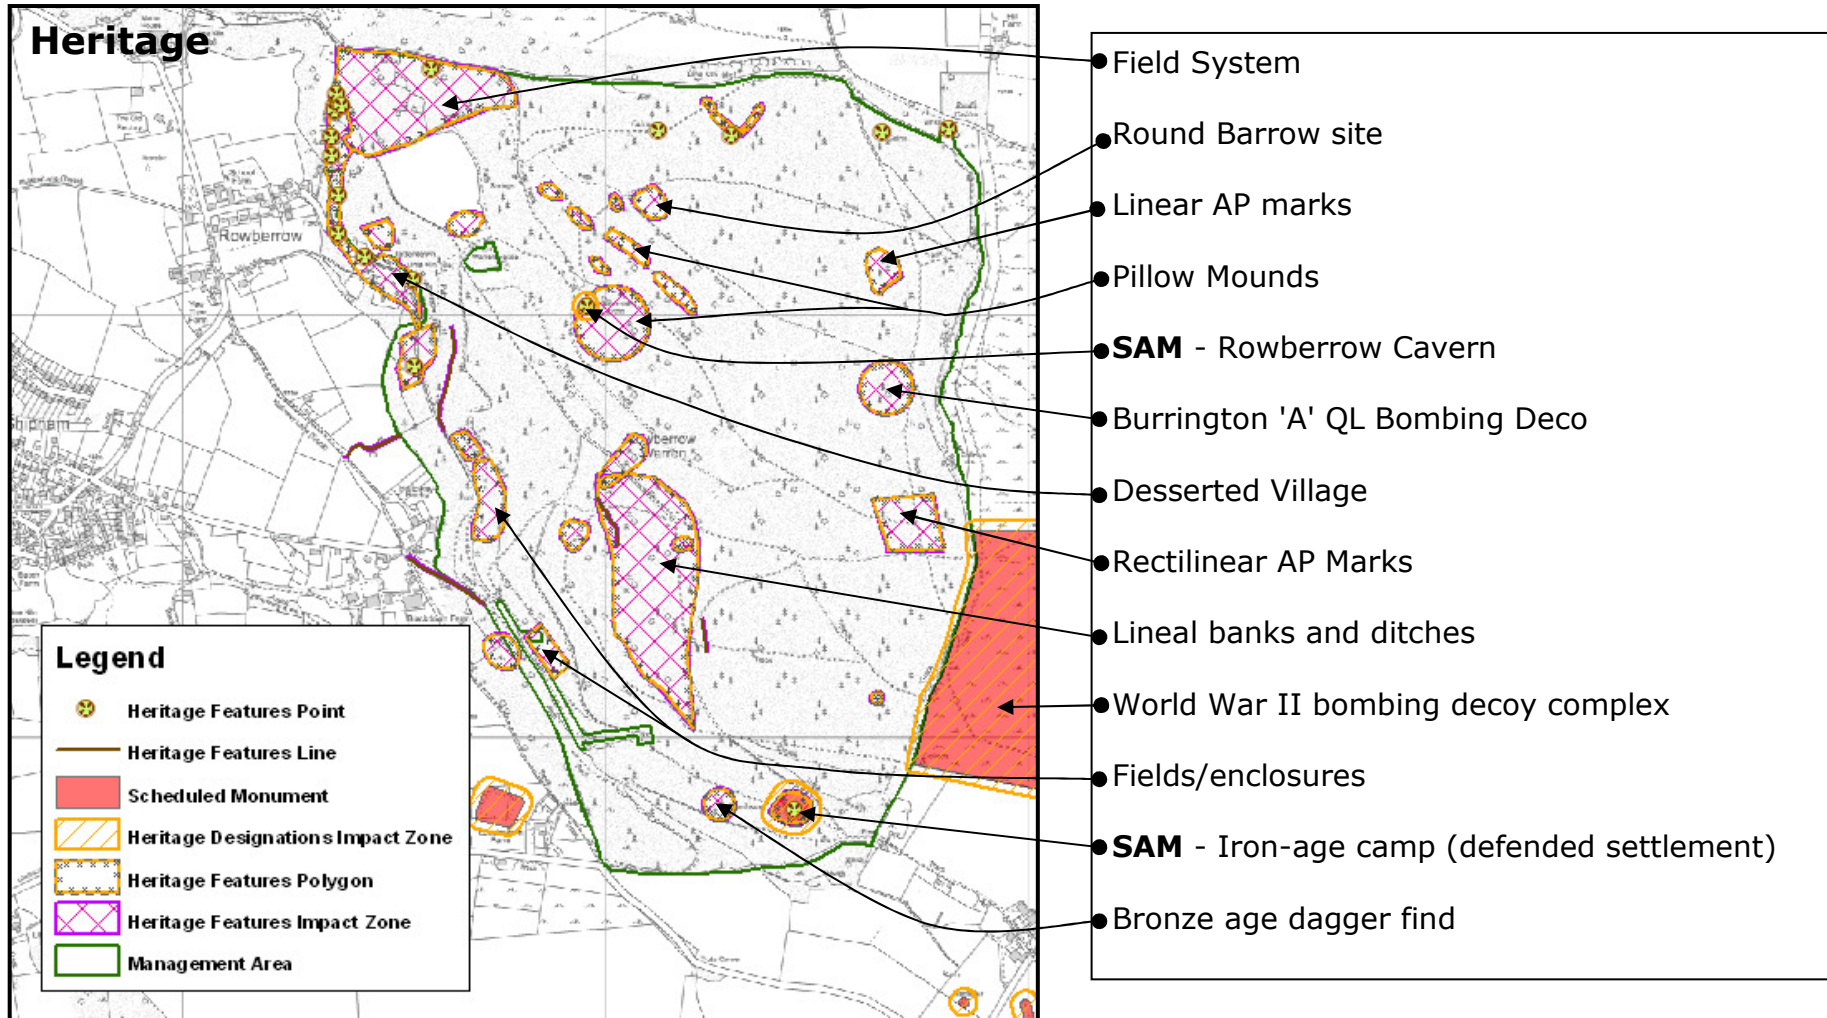 Heritage
Field System
Round Barrow site
Linear AP marks
Pillow Mounds
SAM - Rowberrow Cavern
Burrington 'A' QL Bombing Deco
Desserted Village
Rectilinear AP Marks
Lineal banks and ditches
World War II bombing decoy complex
Fields/enclosures
SAM - Iron-age camp (defended settlement)
Bronze age dagger find
Rowberrow
Shipham
Legend
Heritage Features Point
Heritage Features Line
Scheduled Monument
Heritage Designations Impact Zone
Heritage Features Polygon
Heritage Features Impact Zone
Management Area